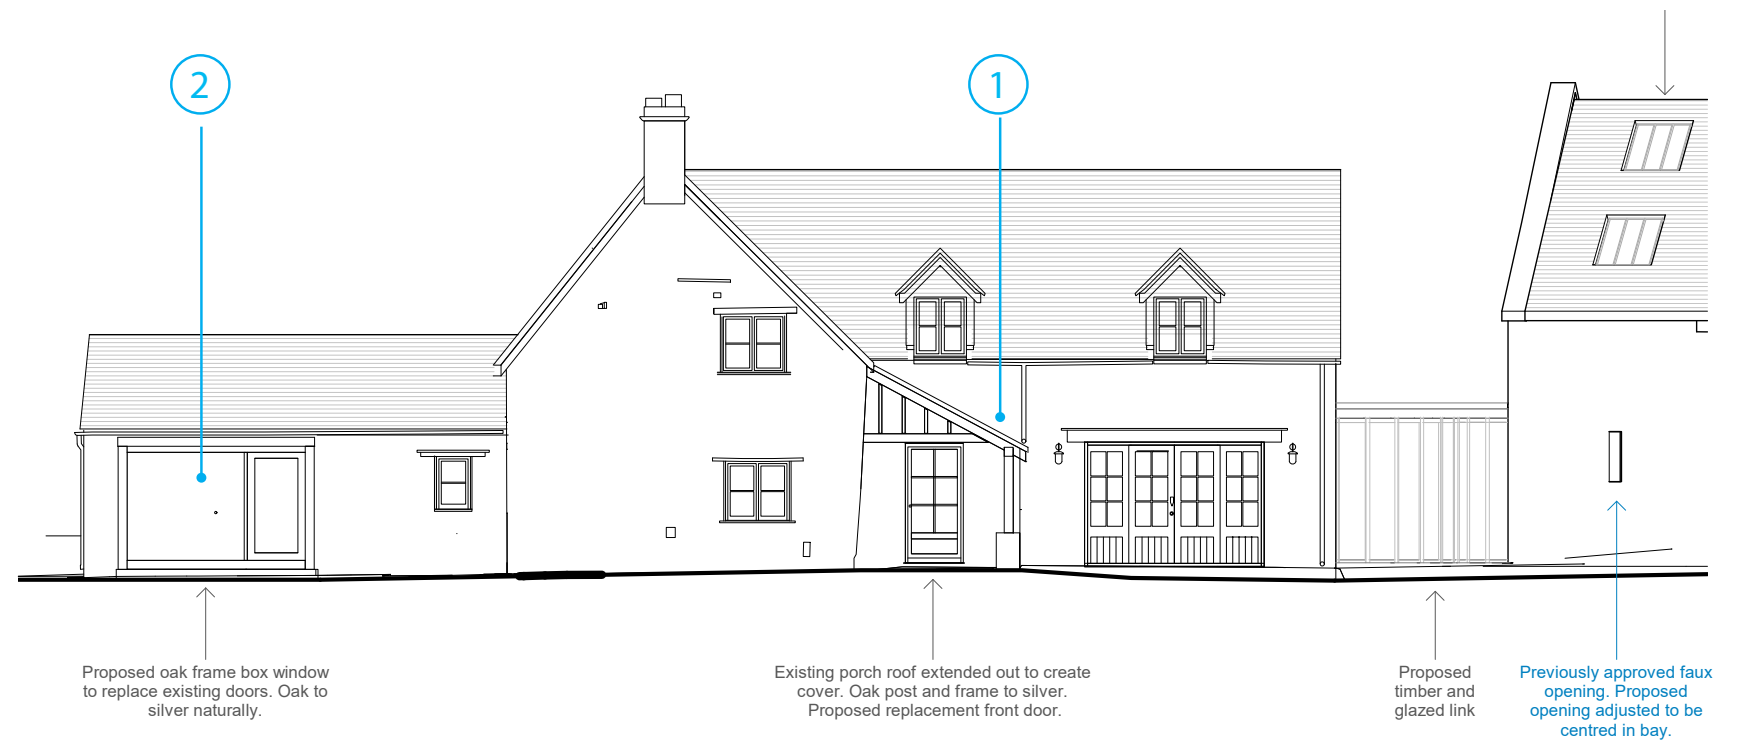 2
1
Proposed oak frame box window
to replace existing doors. Oak to
silver naturally.
Existing porch roof extended out to create
cover. Oak post and frame to silver.
Proposed replacement front door.
Proposed
timber and
glazed link
Previously approved faux
opening. Proposed
opening adjusted to be
centred in bay.